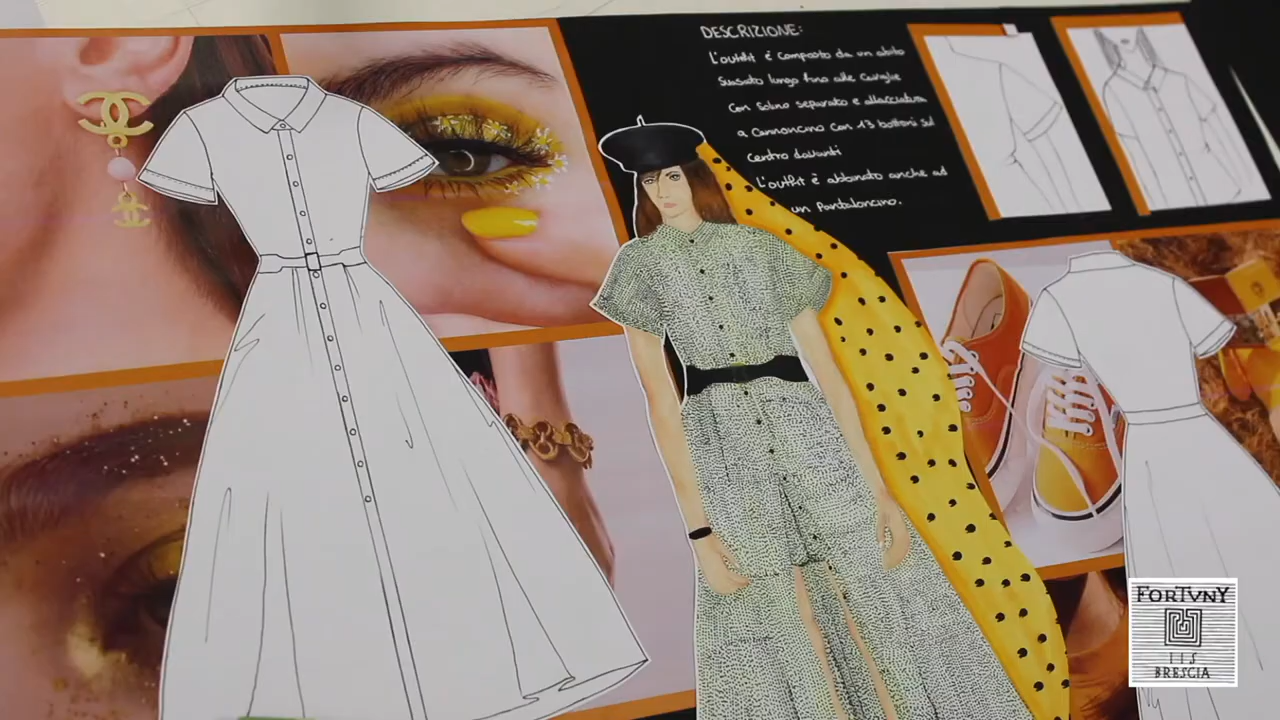 DESCRIZIONE:
L'outfit è composto da un abito
svasato lungo fino alle caviglie
con solino separato e allacciatura
a cannoncino con 13 bottoni sul
centro davanti
L'outfit è abbinato anche ad
un pantaloncino.
FORTVNY
IIS
BRESCIA